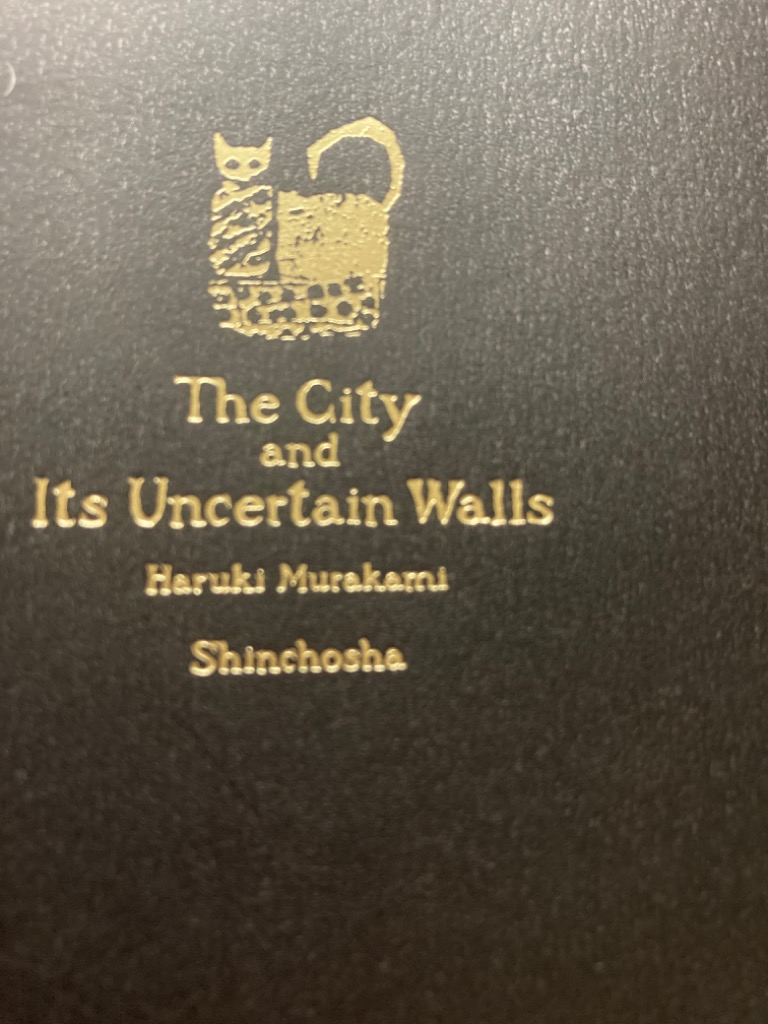 The City
and
Its Uncertain Walls
Haruki Murakami
Shinchosha